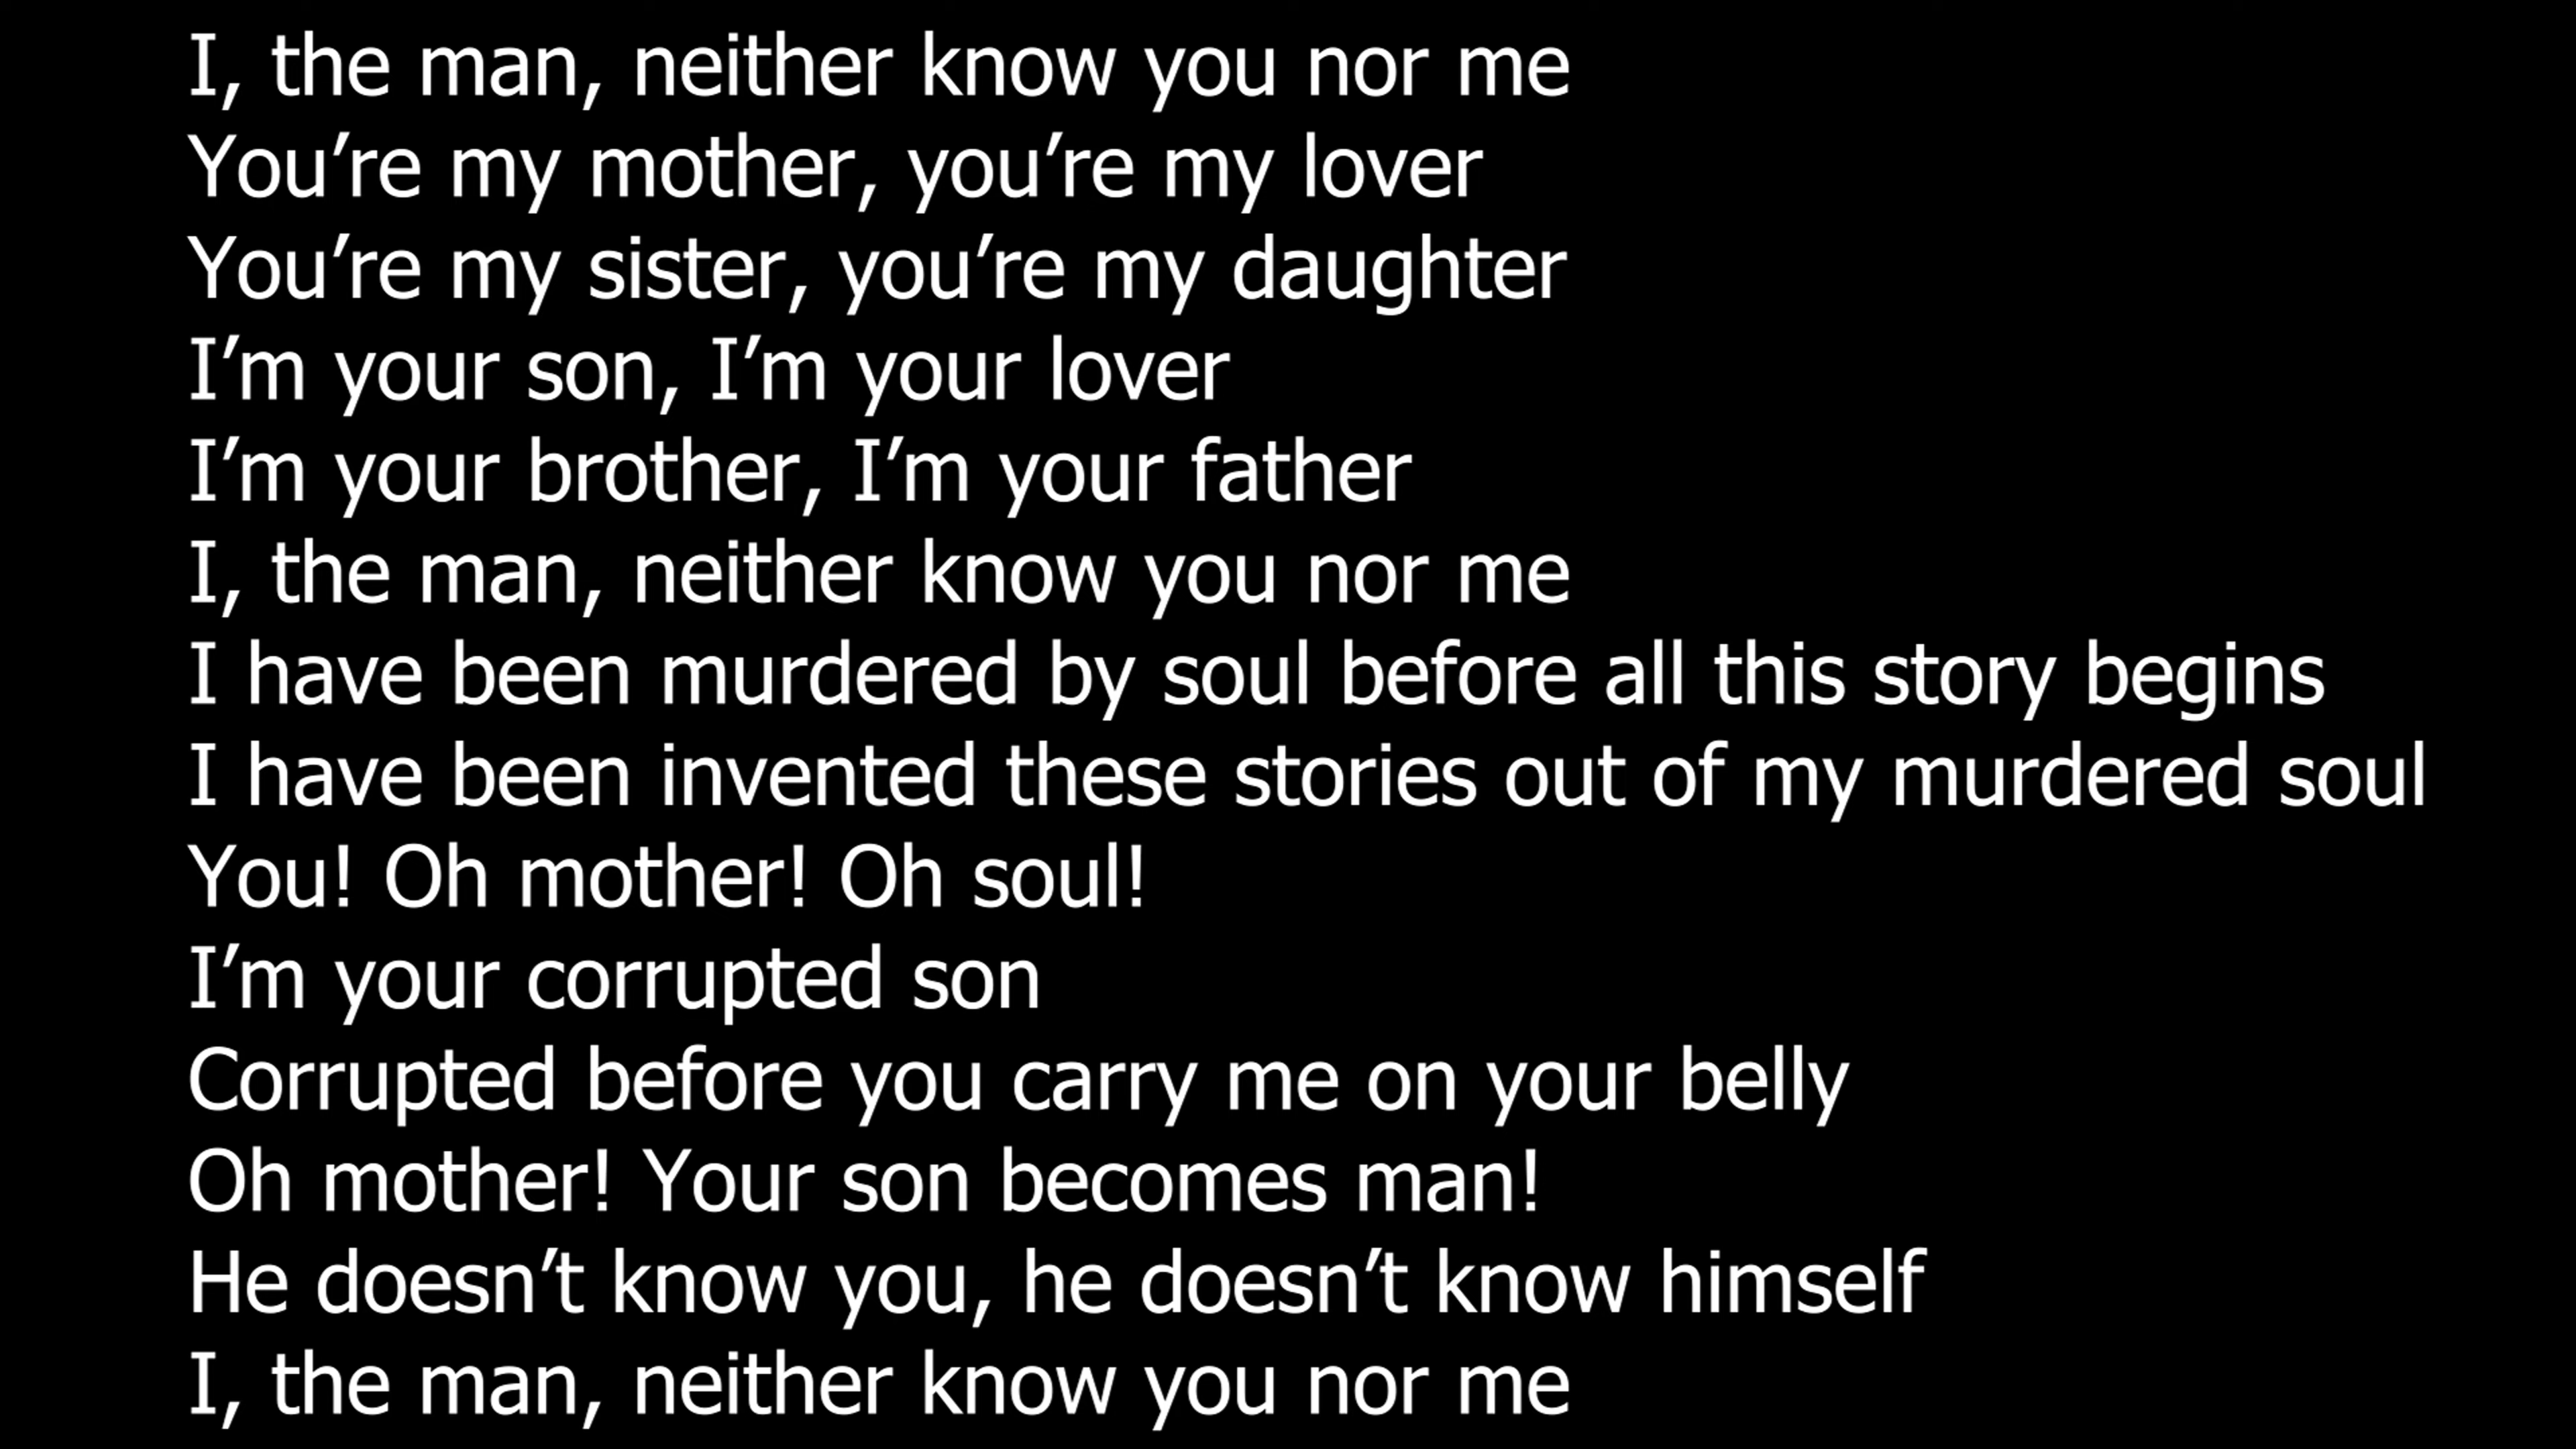 I, the man, neither know you nor me
You’re my mother, you’re my lover
You’re my sister, you’re my daughter
I’m your son, I’m your lover
I’m your brother, I’m your father
I, the man, neither know you nor me
I have been murdered by soul before all this story begins
I have been invented these stories out of my murdered soul
You! Oh mother! Oh soul!
I’m your corrupted son
Corrupted before you carry me on your belly
Oh mother! Your son becomes man!
He doesn’t know you, he doesn’t know himself
I, the man, neither know you nor me